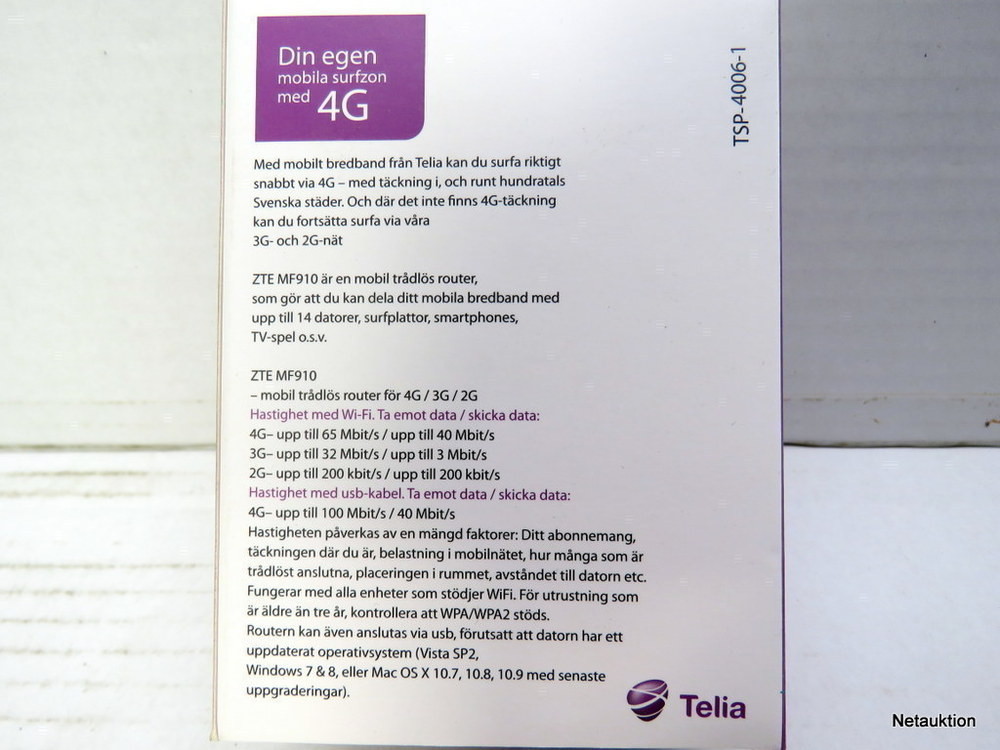 Din egen
mobila surfzon
med 4G
TSP-4006-1
Med mobilt bredband från Telia kan du surfa riktigt
snabbt via 4G – med täckning i, och runt hundratals
Svenska städer. Och där det inte finns 4G-täckning
kan du fortsätta surfa via våra
3G- och 2G-nät
ZTE MF910 är en mobil trådlös router,
som gör att du kan dela ditt mobila bredband med
upp till 14 datorer, surfplattor, smartphones,
TV-spel o.s.v.
ZTE MF910
– mobil trådlös router för 4G / 3G / 2G
Hastighet med Wi-Fi. Ta emot data / skicka data:
4G– upp till 65 Mbit/s / upp till 40 Mbit/s
3G– upp till 32 Mbit/s / upp till 3 Mbit/s
2G– upp till 200 kbit/s / upp till 200 kbit/s
Hastighet med usb-kabel. Ta emot data / skicka data:
4G– upp till 100 Mbit/s / 40 Mbit/s
Hastigheten påverkas av en mängd faktorer: Ditt abonnemang,
täckningen där du är, belastning i mobilnätet, hur många som är
trådlöst anslutna, placeringen i rummet, avståndet till datorn etc.
Fungerar med alla enheter som stödjer WiFi. För utrustning som
är äldre än tre år, kontrollera att WPA/WPA2 stöds.
Routern kan även anslutas via usb, förutsatt att datorn har ett
uppdaterat operativsystem (Vista SP2,
Windows 7 & 8, eller Mac OS X 10.7, 10.8, 10.9 med senaste
uppgraderingar).
Telia
Netauktion